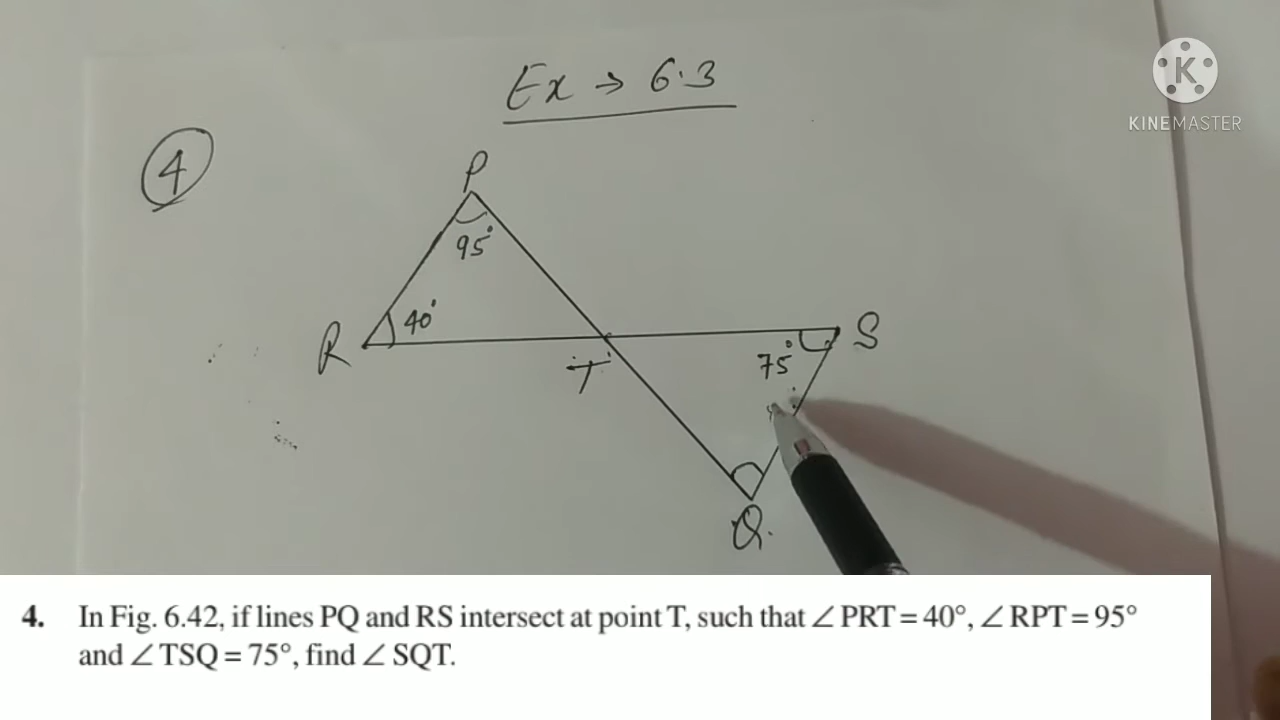 Ex → 6.3
KINEMASTER
4
P
95°
40°
R
S
75°
T
Q.
4. In Fig. 6.42, if lines PQ and RS intersect at point T, such that ∠ PRT = 40°, ∠ RPT = 95°
and ∠ TSQ = 75°, find ∠ SQT.